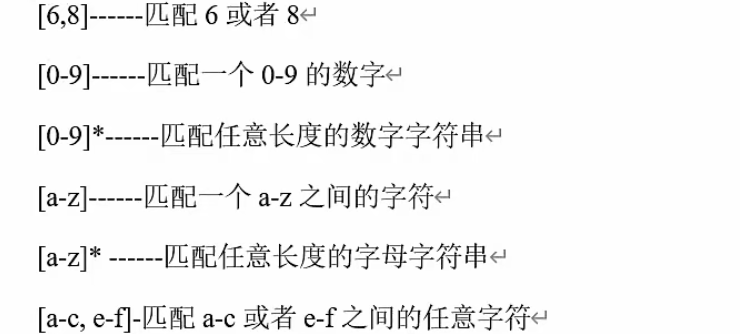 [6,8]------匹配 6 或者 8↵
[0-9]------匹配一个 0-9 的数字↵
[0-9]*------匹配任意长度的数字字符串↵
[a-z]------匹配一个 a-z 之间的字符↵
[a-z]* ------匹配任意长度的字母字符串↵
[a-c, e-f]-匹配 a-c 或者 e-f 之间的任意字符↵